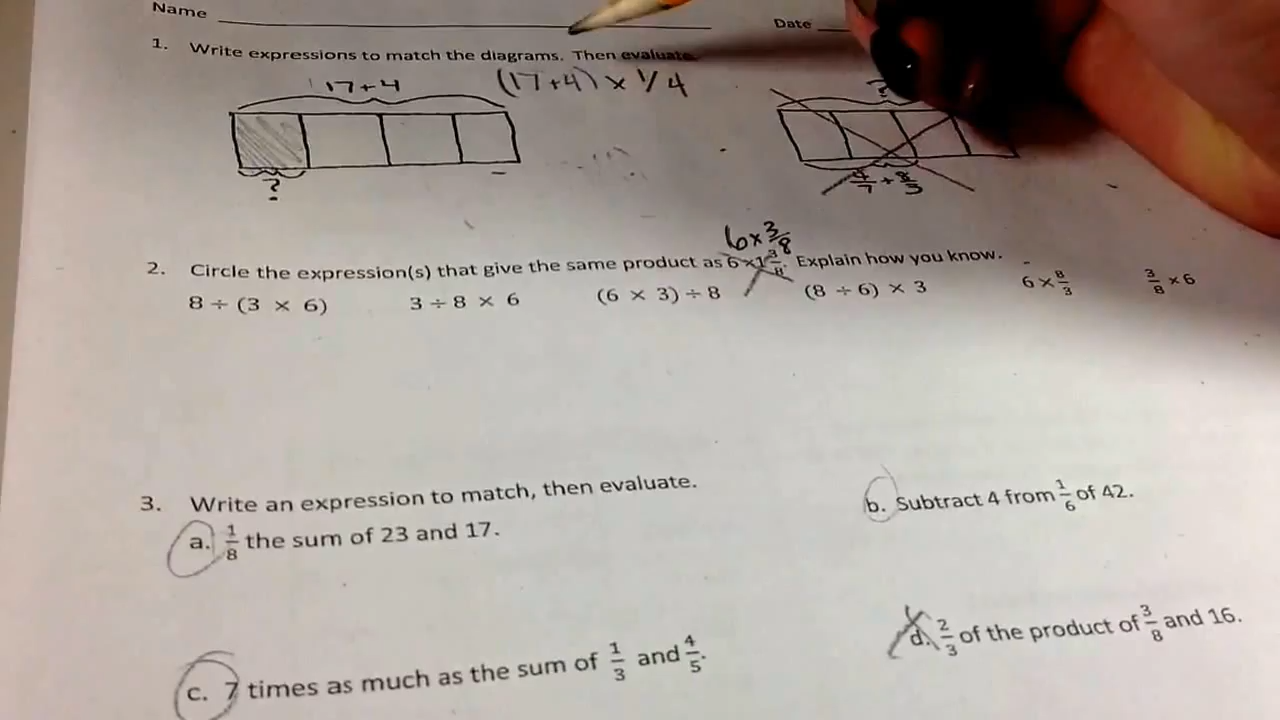 Name Date
1. Write expressions to match the diagrams. Then evaluate.
17+4 (17+4) x 1/4 ?
?
4/7 + 8/3
6 x 3/8
2. Circle the expression(s) that give the same product as 6 × 1 3/8. Explain how you know.
8 ÷ (3 × 6) 3 ÷ 8 × 6 (6 × 3) ÷ 8 (8 ÷ 6) × 3 6 × 8/3 3/8 × 6
3. Write an expression to match, then evaluate.
a. 1/8 the sum of 23 and 17. b. Subtract 4 from 1/6 of 42.
c. 7 times as much as the sum of 1/3 and 4/5. d. 2/3 of the product of 3/8 and 16.